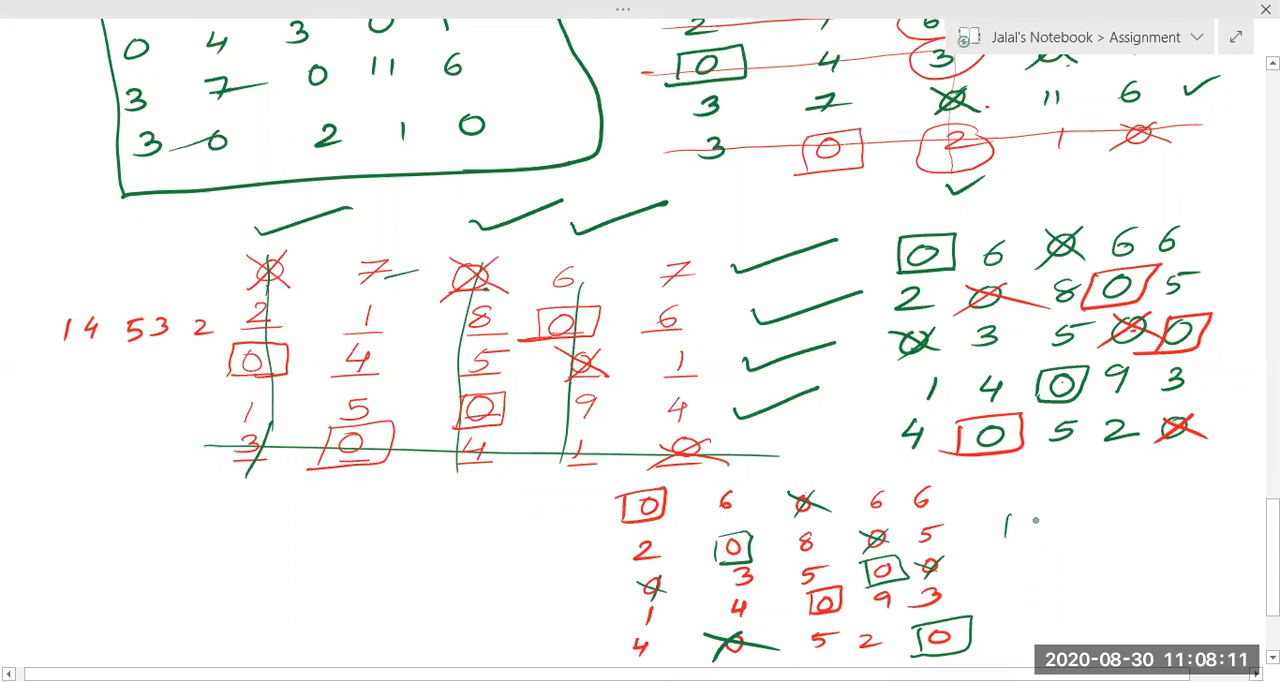 Jalal's Notebook > Assignment
0 4 3 0 1
3 7 0 11 6
3 0 2 1 0
2 1 6
0 4 3
3 7 0 11 6
3 0 2 1 0
0 7 0 6 7
14 53 2 2 1 8 0 6
0 4 5 0 1
1 5 0 9 4
3 0 4 1 0
0 6 0 6 6
2 0 8 0 5
0 3 5 0 0
1 4 0 9 3
4 0 5 2 0
0 6 0 6 6
2 0 8 0 5
0 3 5 0 0
1 4 0 9 3
4 0 5 2 0
1
2020-08-30 11:08:11